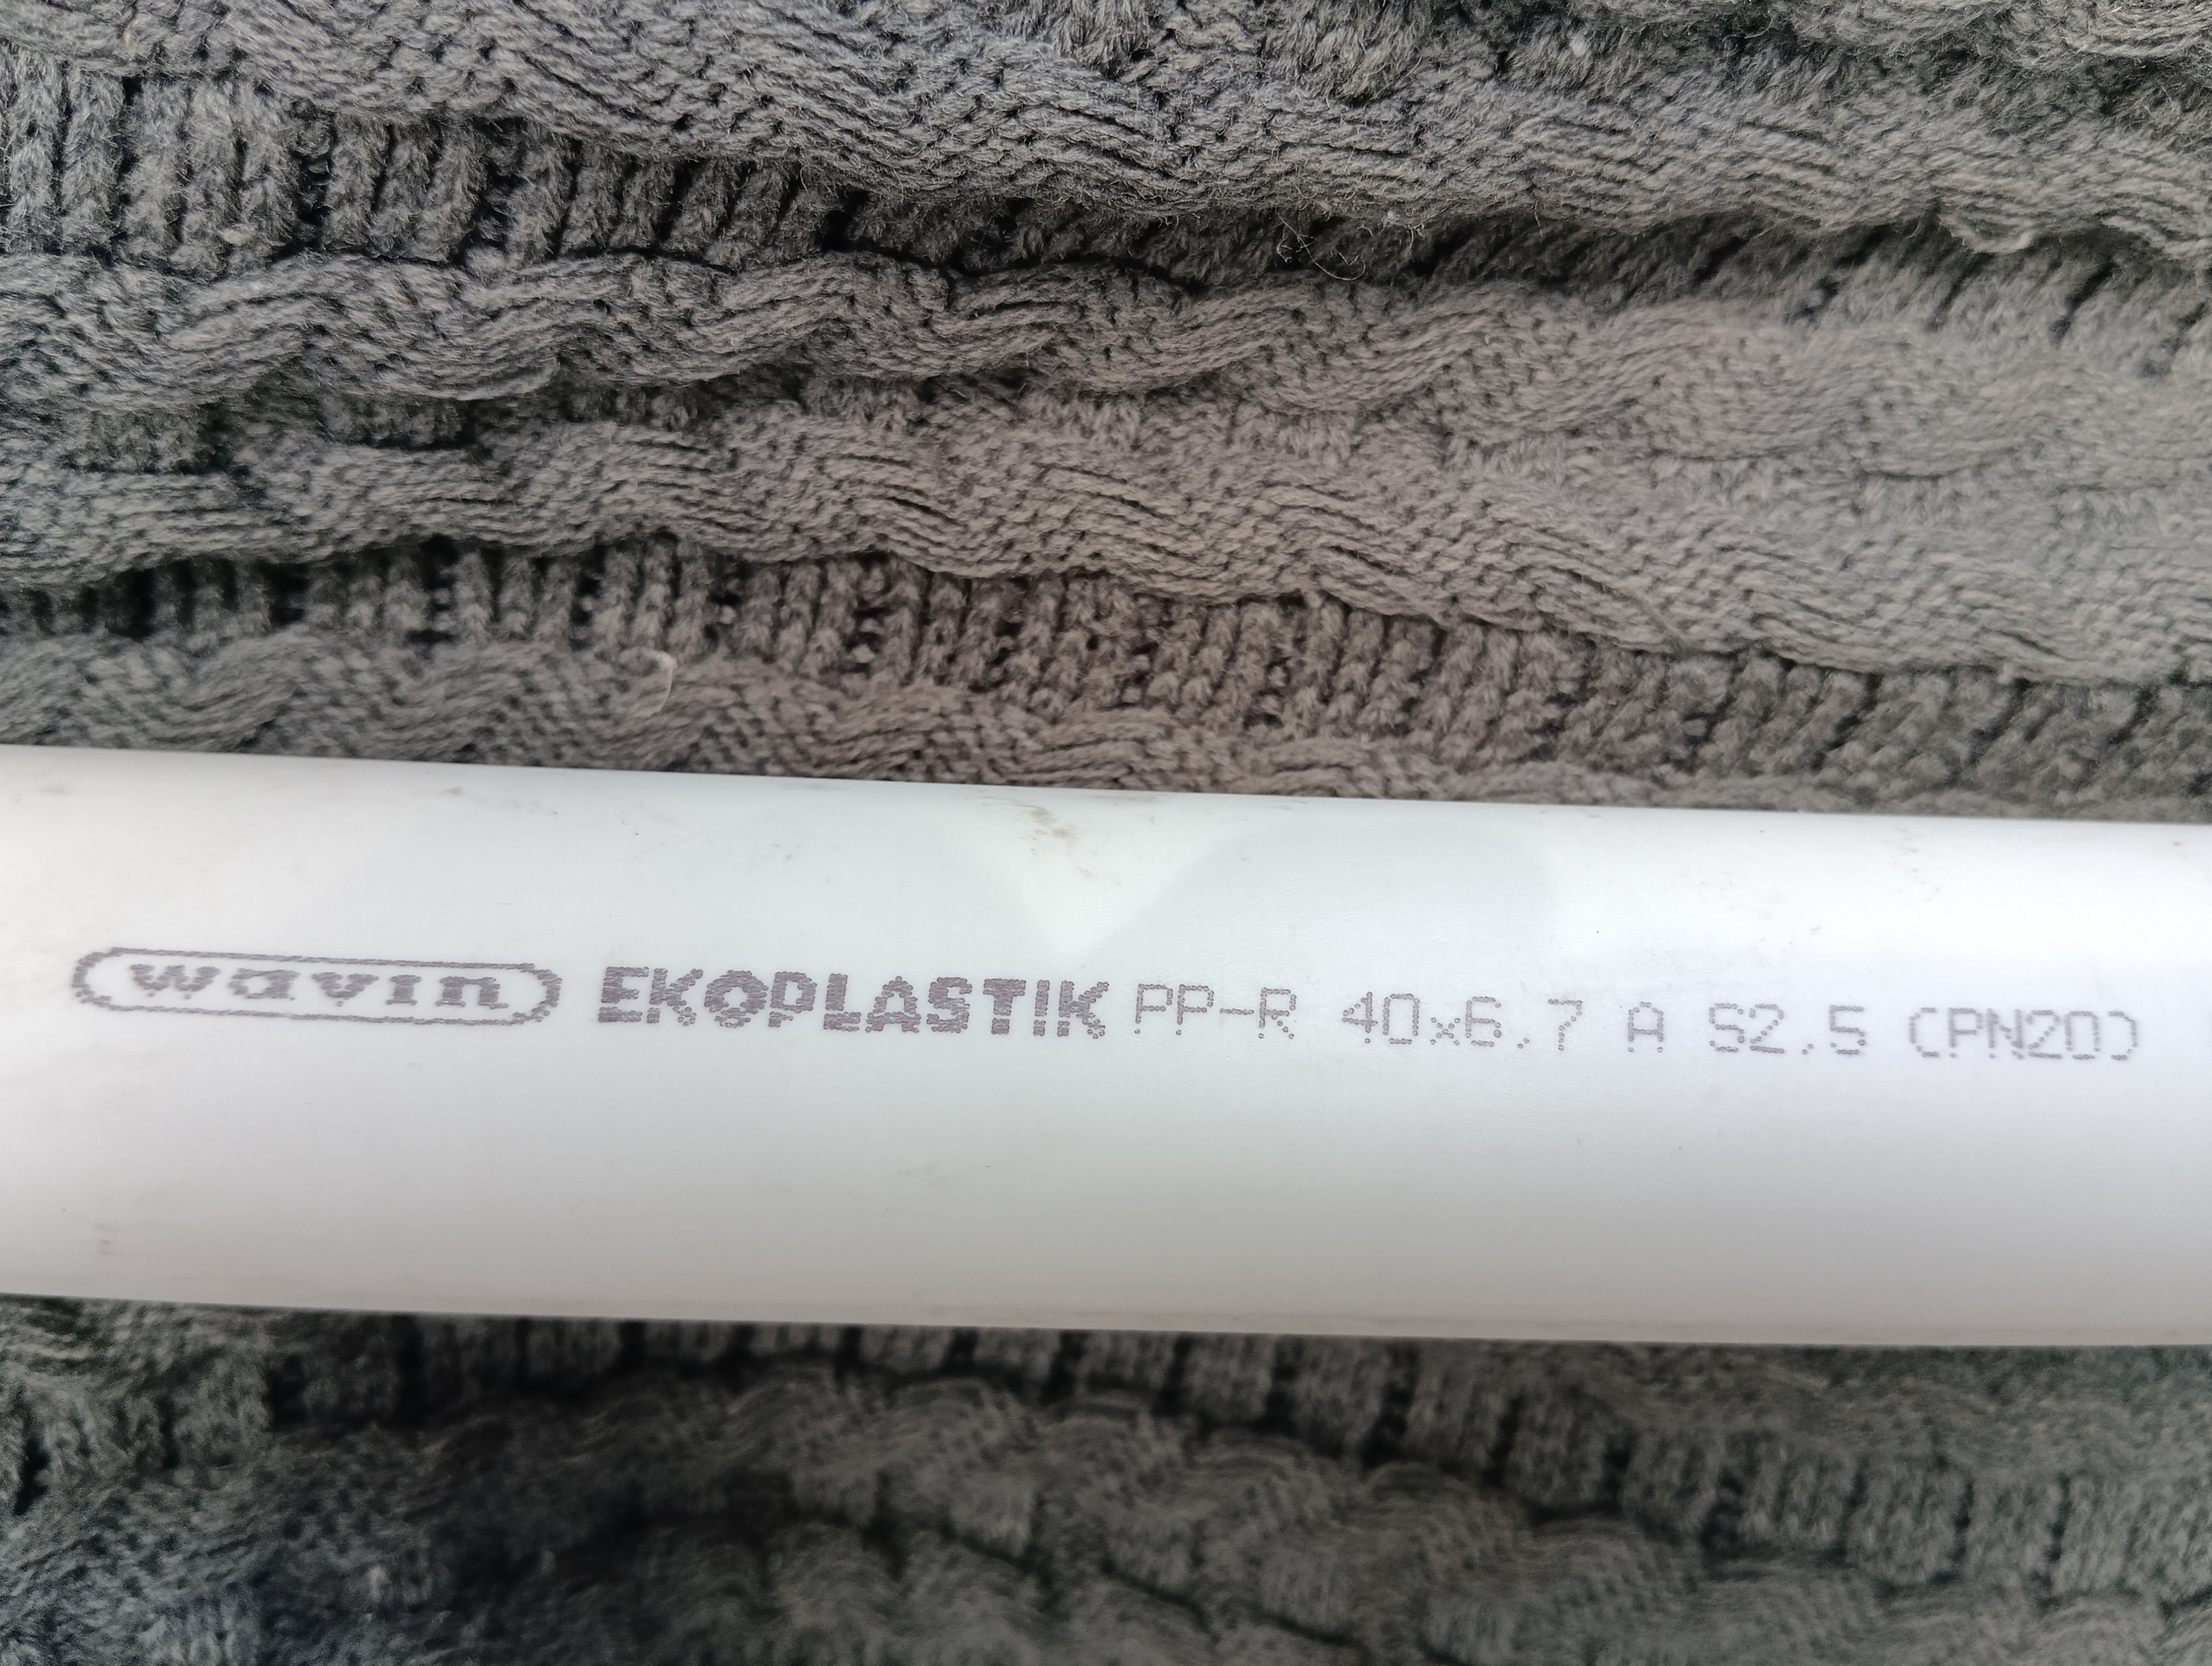 wavin EKOPLASTIK PP-R 40x6.7 A S2.5 (PN20)